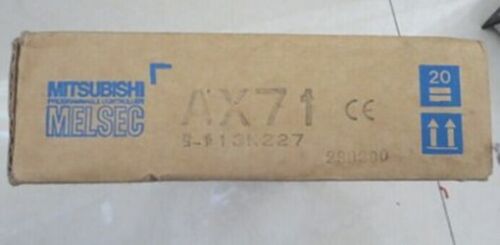 MITSUBISHI
PROGRAMMABLE CONTROLLER
MELSEC
AX71 CE
20